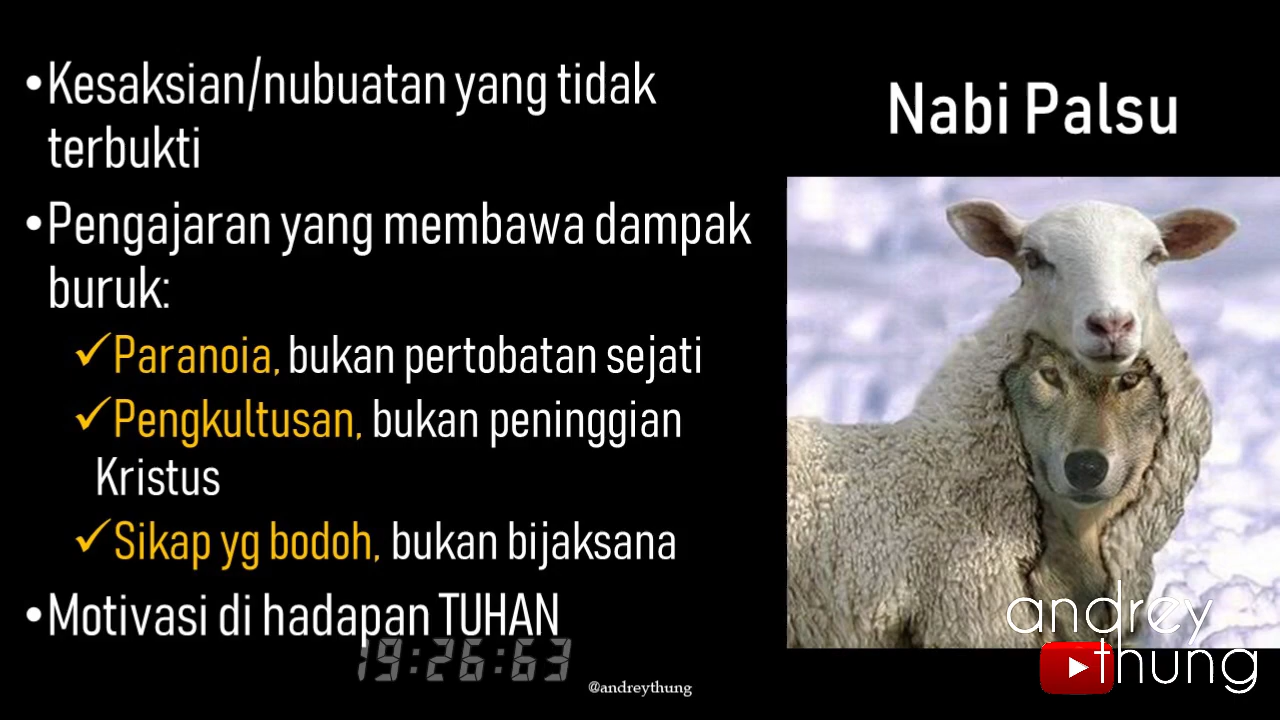 •Kesaksian/nubuatan yang tidak
terbukti
•Pengajaran yang membawa dampak
buruk:
✓Paranoia, bukan pertobatan sejati
✓Pengkultusan, bukan peninggian
Kristus
✓Sikap yg bodoh, bukan bijaksana
•Motivasi di hadapan TUHAN
Nabi Palsu
19:26:63
@andreythung
andrey
thung